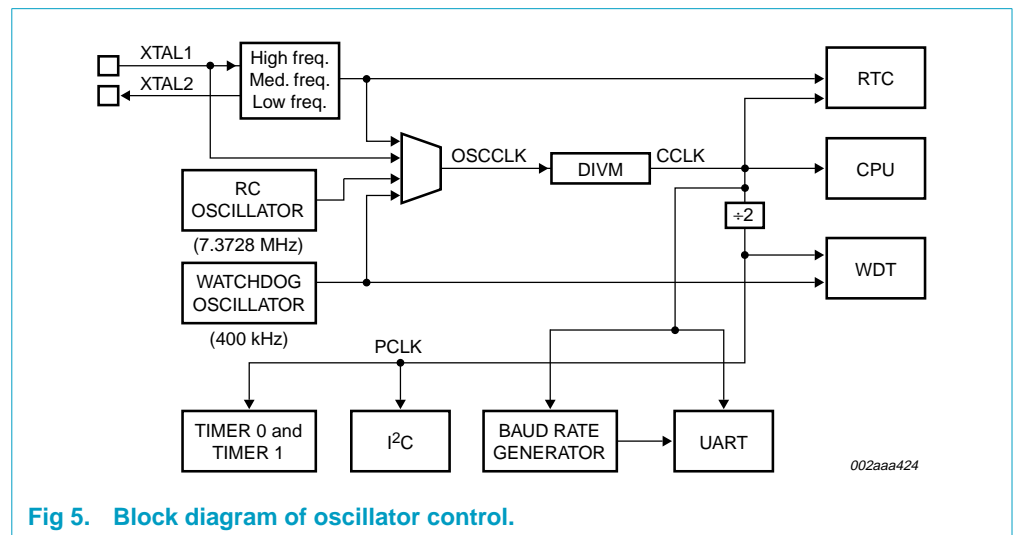 XTAL1
XTAL2
High freq.
Med. freq.
Low freq.
RTC
OSCCLK
DIVM
CCLK
CPU
RC
OSCILLATOR
(7.3728 MHz)
÷2
WATCHDOG
OSCILLATOR
(400 kHz)
WDT
PCLK
TIMER 0 and
TIMER 1
I²C
BAUD RATE
GENERATOR
UART
002aaa424
Fig 5. Block diagram of oscillator control.